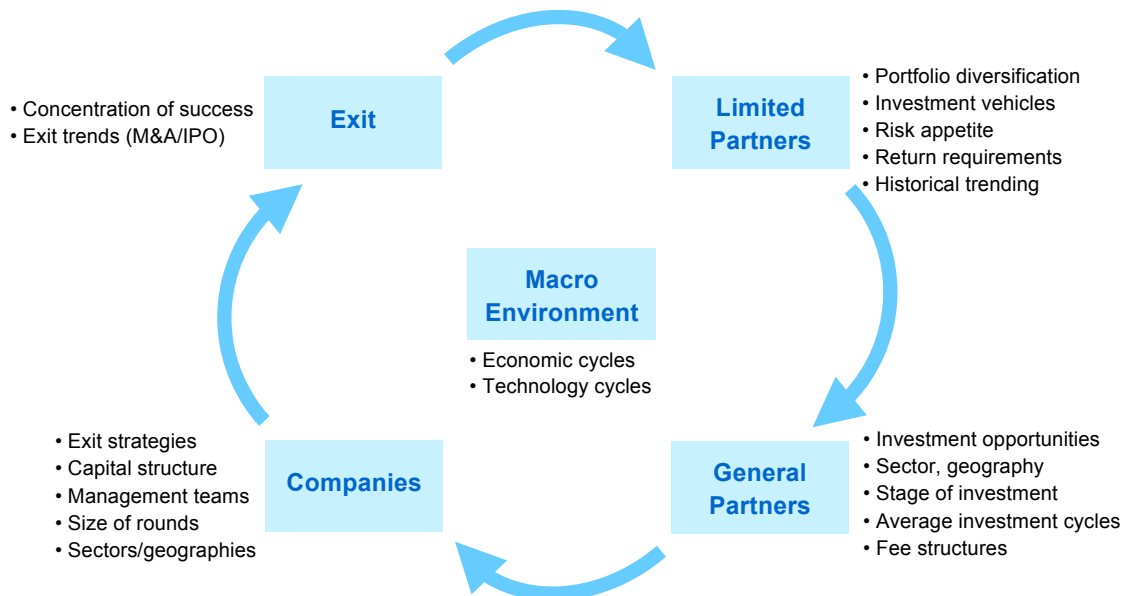 • Concentration of success
• Exit trends (M&A/IPO)
Exit
Limited
Partners
• Portfolio diversification
• Investment vehicles
• Risk appetite
• Return requirements
• Historical trending
Macro
Environment
• Economic cycles
• Technology cycles
• Exit strategies
• Capital structure
• Management teams
• Size of rounds
• Sectors/geographies
Companies
General
Partners
• Investment opportunities
• Sector, geography
• Stage of investment
• Average investment cycles
• Fee structures